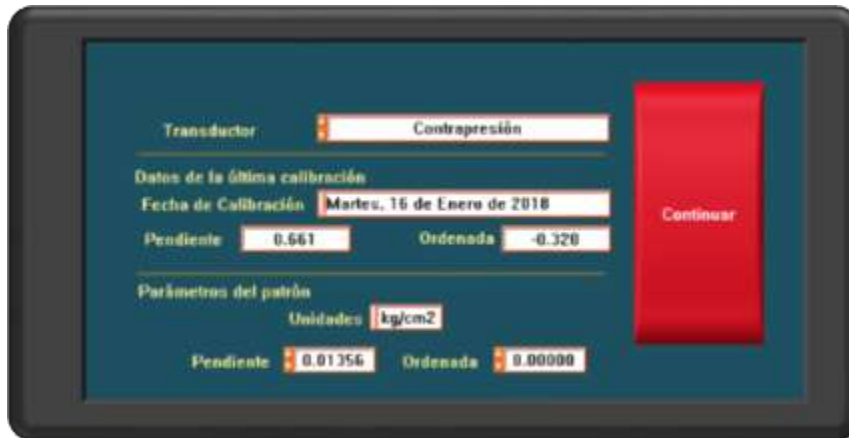 Transductor Contrapresión
Datos de la última calibración
Fecha de Calibración Martes, 16 de Enero de 2018
Pendiente 0.661 Ordenada -0.320
Continuar
Parámetros del patrón
Unidades kg/cm2
Pendiente 0.01356 Ordenada 0.00000